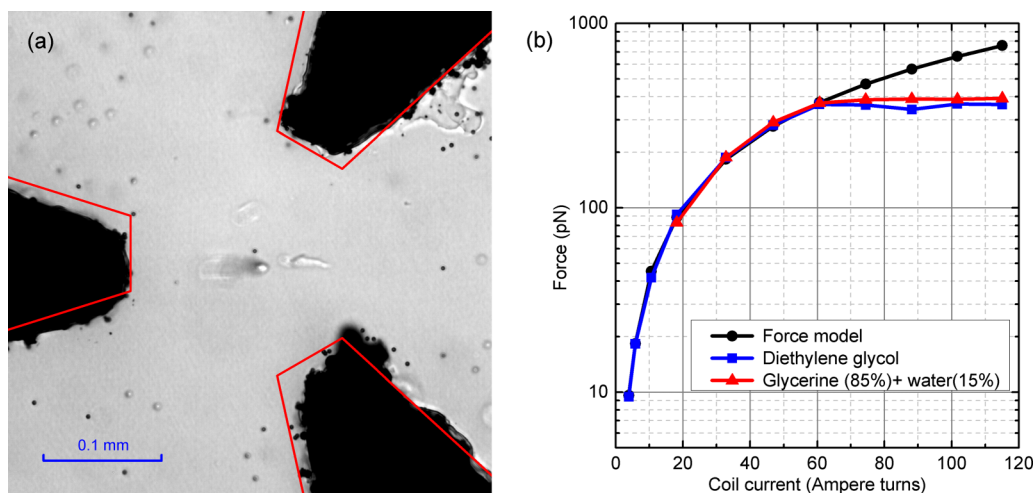 (a)
0.1 mm
(b)
1000
100
10
Force (pN)
Force model
Diethylene glycol
Glycerine (85%)+ water(15%)
0 20 40 60 80 100 120
Coil current (Ampere turns)